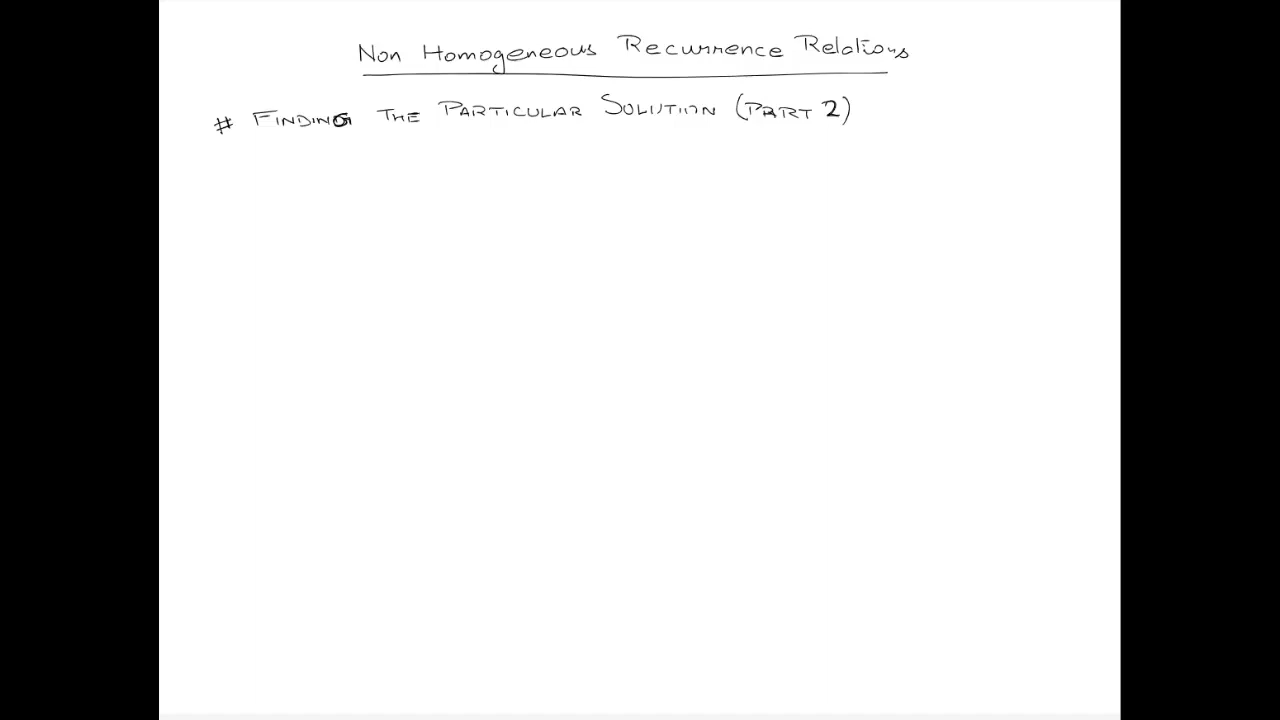 Non Homogeneous Recurrence Relations
# FINDING THE PARTICULAR SOLUTION (PART 2)